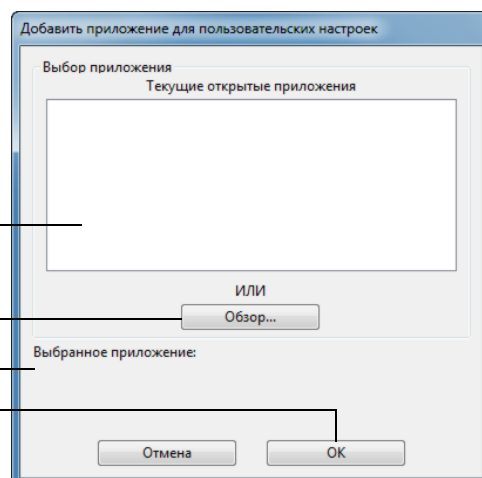 Добавить приложение для пользовательских настроек
Выбор приложения
Текущие открытые приложения
ИЛИ
Обзор...
Выбранное приложение:
Отмена
OK